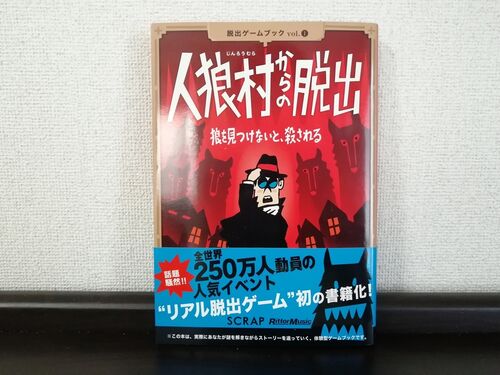 脱出ゲームブック vol.1
じんろうむら
人狼村からの脱出
狼を見つけないと、殺される
話題騒然!!
全世界
250万人動員の
人気イベント
“リアル脱出ゲーム”初の書籍化!
SCRAP RittorMusic
※この本は、実際にあなたが謎を解きながらストーリーを追っていく、体験型ゲームブックです。